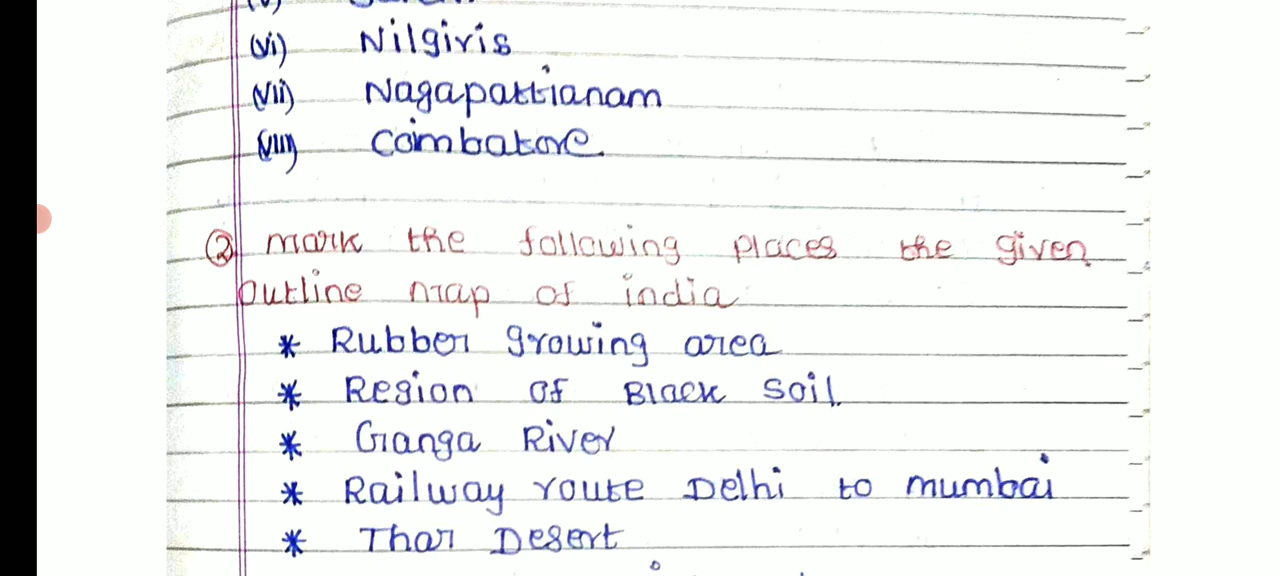 (vi) Nilgiris
(vii) Nagapattianam
(viii) Coimbatore.
② mark the following places the given
outline map of india
* Rubber growing area
* Region of Black soil.
* Ganga River
* Railway route Delhi to mumbai
* Thar Desert